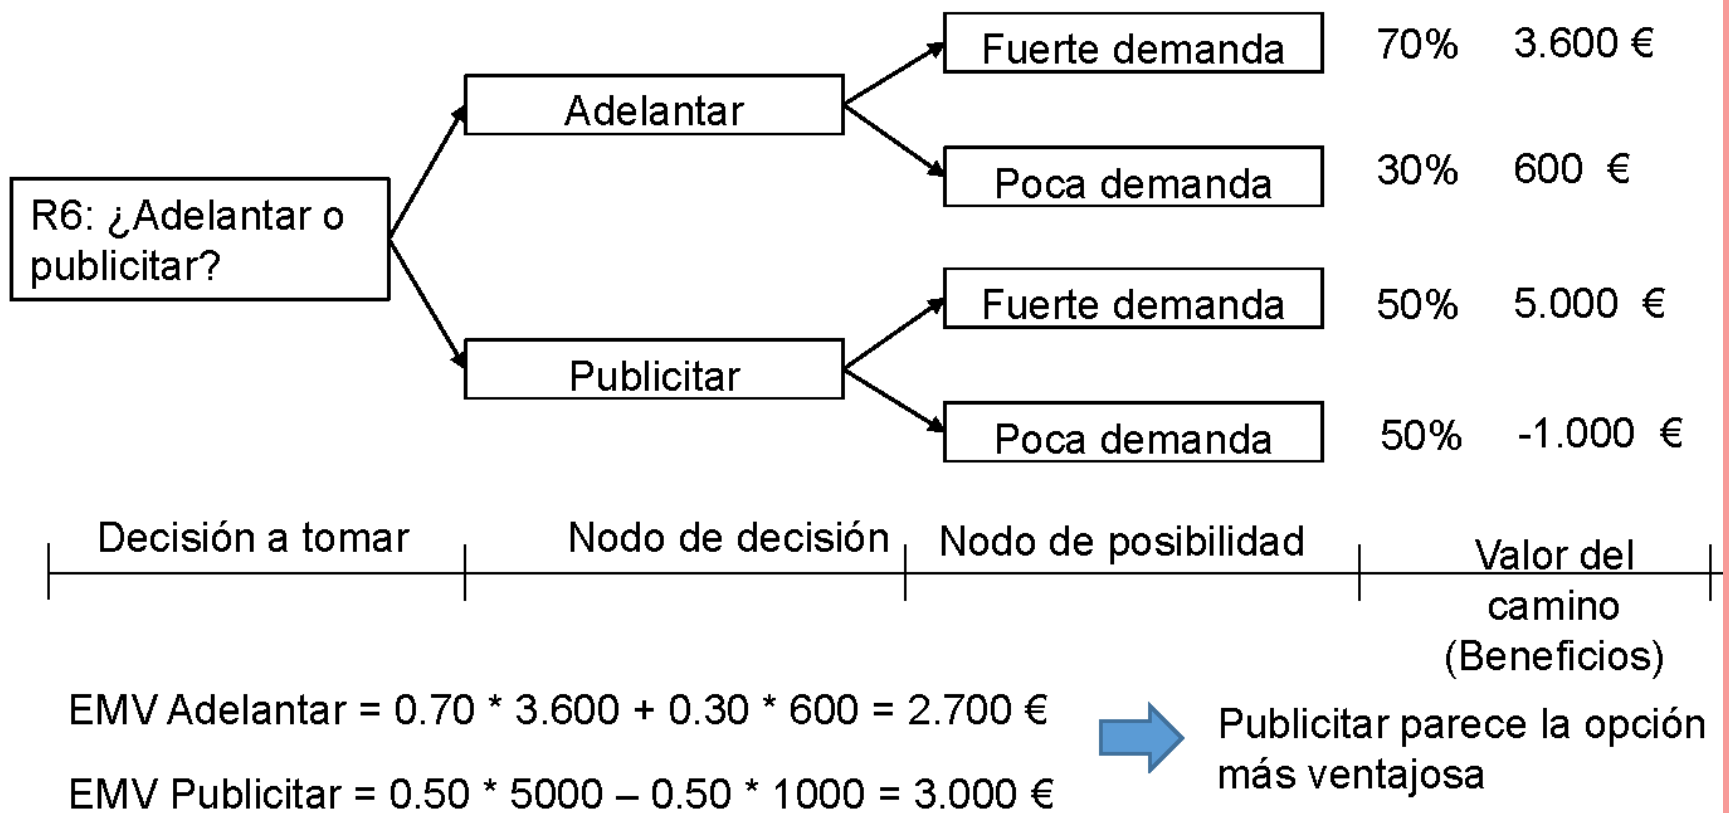 Fuerte demanda 70% 3.600 €
Adelantar
Poca demanda 30% 600 €
R6: ¿Adelantar o
publicitar?
Fuerte demanda 50% 5.000 €
Publicitar
Poca demanda 50% -1.000 €
Decisión a tomar Nodo de decisión Nodo de posibilidad Valor del
camino
(Beneficios)
EMV Adelantar = 0.70 * 3.600 + 0.30 * 600 = 2.700 €
EMV Publicitar = 0.50 * 5000 – 0.50 * 1000 = 3.000 €
Publicitar parece la opción
más ventajosa